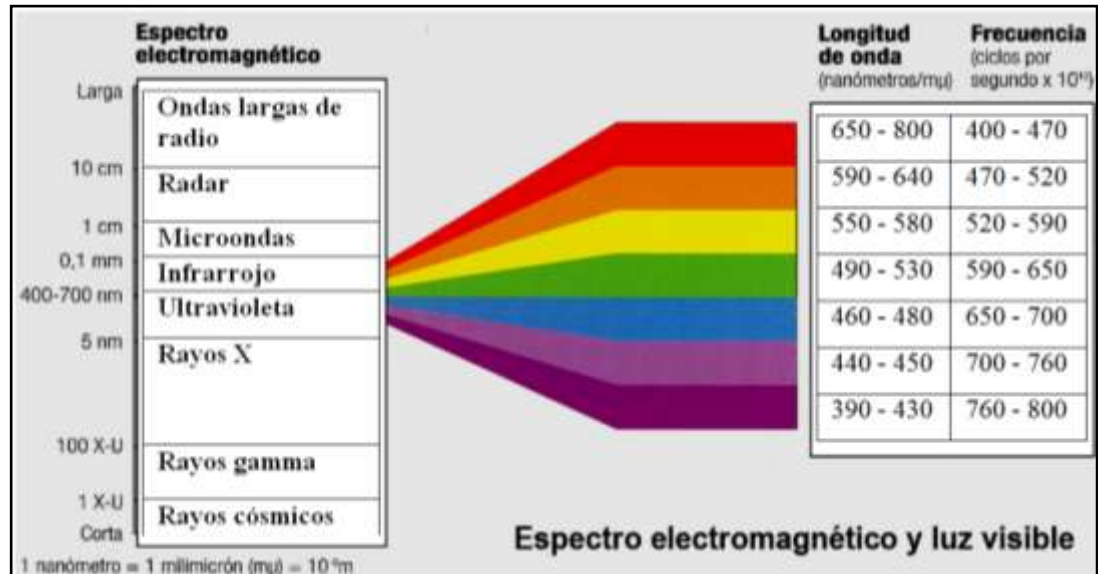 Espectro
electromagnético
Larga
Ondas largas de
radio
10 cm
Radar
1 cm
Microondas
0,1 mm
Infrarrojo
400-700 nm
Ultravioleta
5 nm
Rayos X
100 X-U
Rayos gamma
1 X-U
Rayos cósmicos
Corta
1 nanómetro = 1 milimicrón (mµ) = 10⁻⁹m
Longitud de onda (nanómetros/mµ)
Frecuencia (ciclos por segundo x 10¹²)
650 - 800 400 - 470
590 - 640 470 - 520
550 - 580 520 - 590
490 - 530 590 - 650
460 - 480 650 - 700
440 - 450 700 - 760
390 - 430 760 - 800
Espectro electromagnético y luz visible